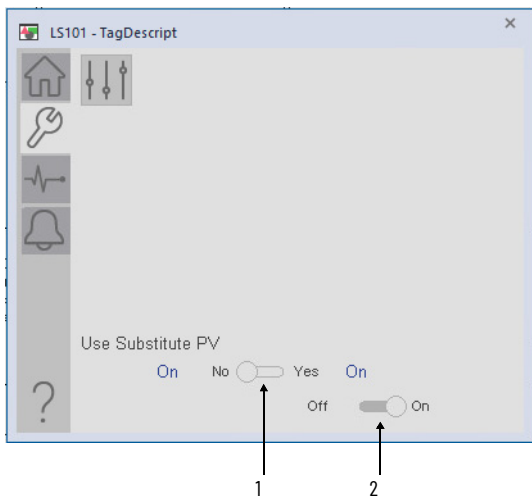 LS101 - TagDescript
Use Substitute PV
On No Yes On
Off On
?
1 2